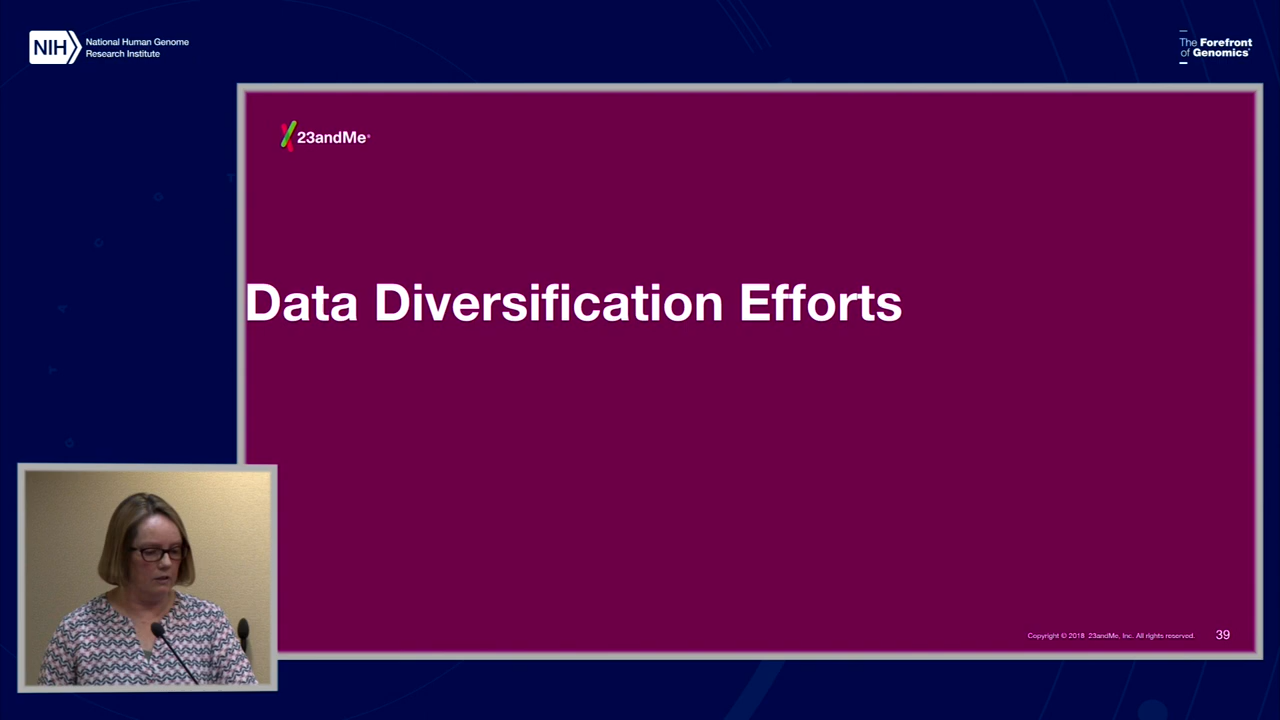 NIH
National Human Genome
Research Institute
The Forefront
of Genomics®
23andMe®
Data Diversification Efforts
Copyright © 2018 23andMe, Inc. All rights reserved.
39